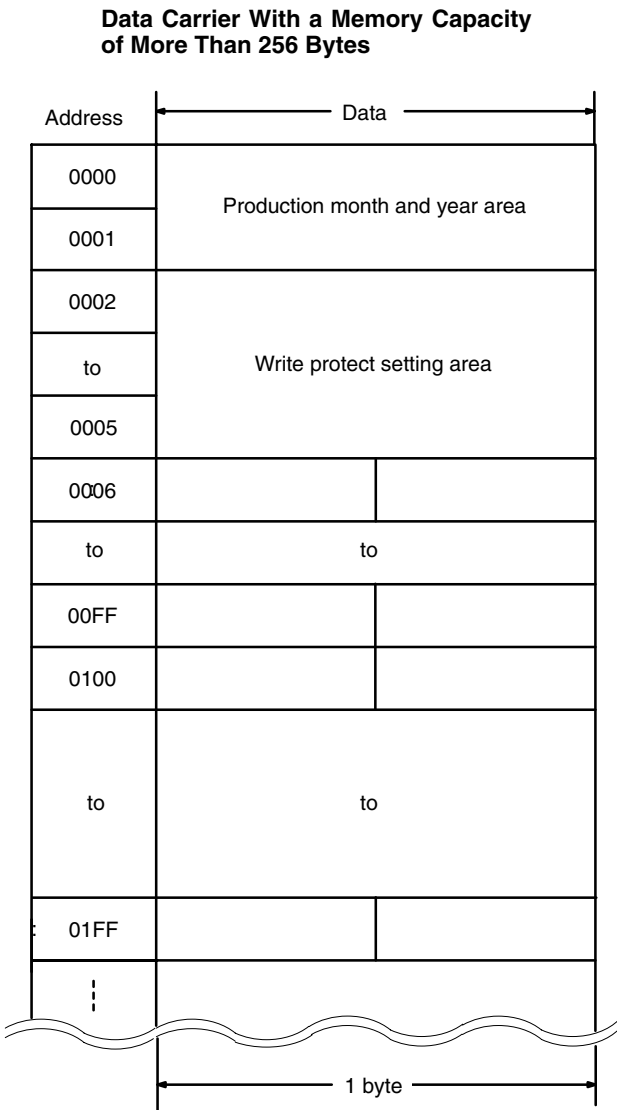 Data Carrier With a Memory Capacity
of More Than 256 Bytes
Address
Data
0000
Production month and year area
0001
0002
to
Write protect setting area
0005
0006
to
to
00FF
0100
to
to
01FF
1 byte